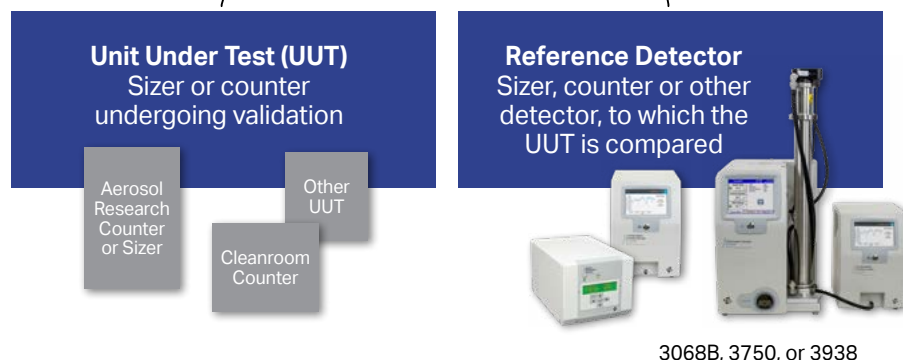 Unit Under Test (UUT)
Sizer or counter
undergoing validation
Aerosol
Research
Counter
or Sizer
Other
UUT
Cleanroom
Counter
Reference Detector
Sizer, counter or other
detector, to which the
UUT is compared
3068B, 3750, or 3938